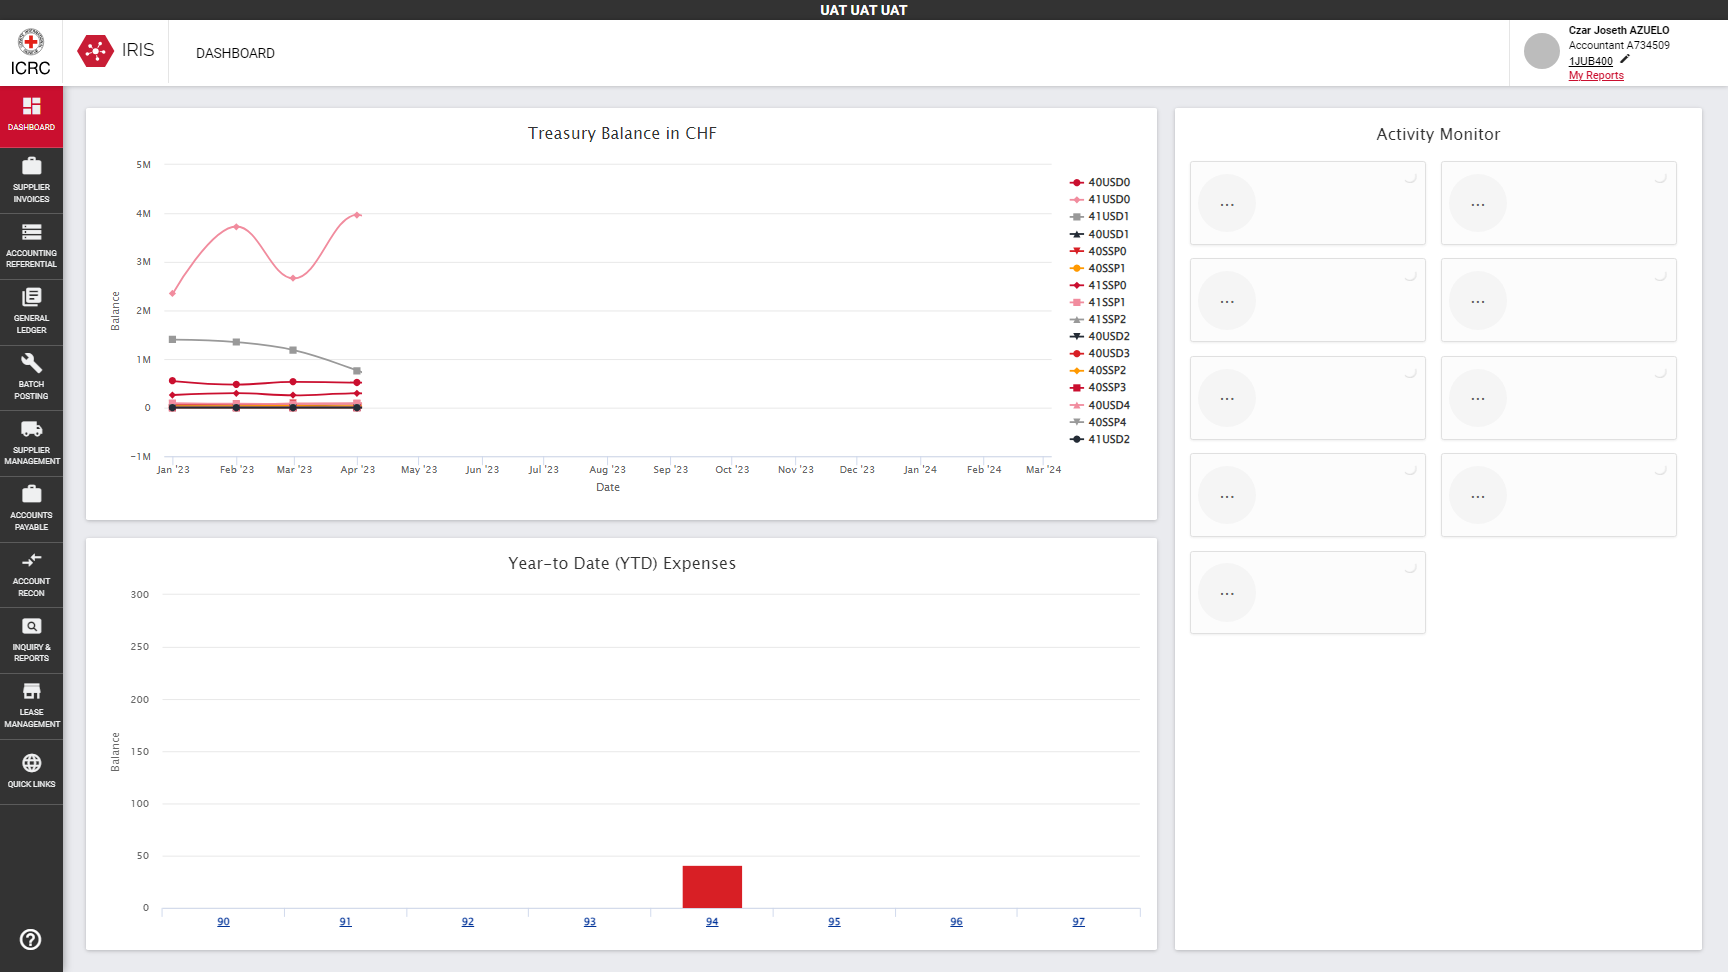 UAT UAT UAT
ICRC
IRIS
DASHBOARD
Czar Joseth AZUELO
Accountant A734509
1JUB400
My Reports
DASHBOARD
SUPPLIER
INVOICES
ACCOUNTING
REFERENTIAL
GENERAL
LEDGER
BATCH
POSTING
SUPPLIER
MANAGEMENT
ACCOUNTS
PAYABLE
ACCOUNT
RECON
INQUIRY &
REPORTS
LEASE
MANAGEMENT
QUICK LINKS
Treasury Balance in CHF
5M
4M
3M
2M
1M
0
-1M
Balance
Jan '23 Feb '23 Mar '23 Apr '23 May '23 Jun '23 Jul '23 Aug '23 Sep '23 Oct '23 Nov '23 Dec '23 Jan '24 Feb '24 Mar '24
Date
40USD0
41USD0
41USD1
40USD1
40SSP0
40SSP1
41SSP0
41SSP1
41SSP2
40USD2
40USD3
40SSP2
40SSP3
40USD4
40SSP4
41USD2
Year-to Date (YTD) Expenses
300
250
200
150
100
50
0
Balance
90 91 92 93 94 95 96 97
Activity Monitor
... ...
... ...
... ...
... ...
...